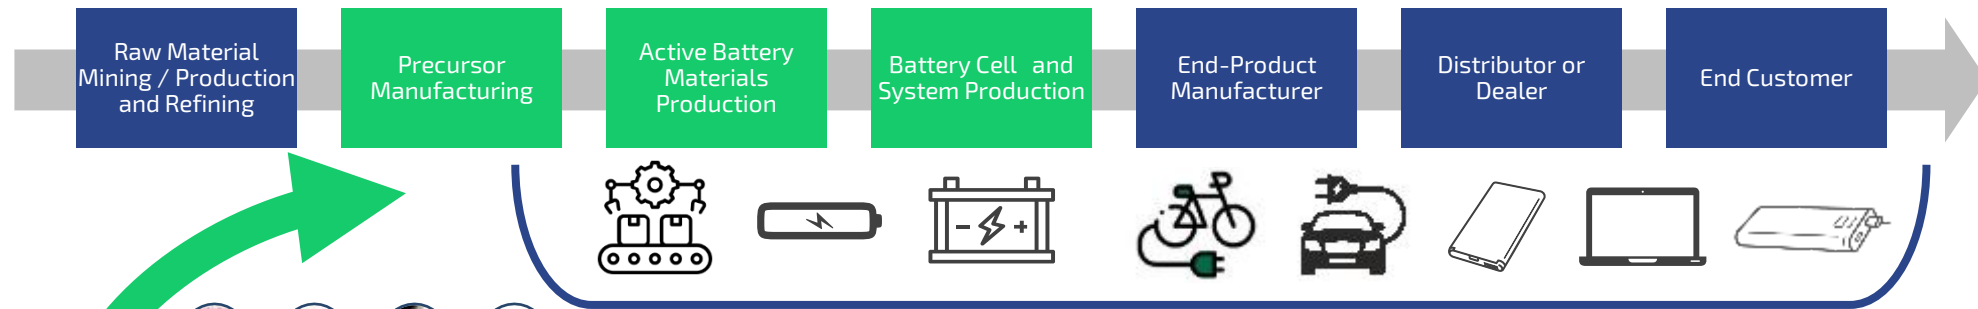 Raw Material
Mining / Production
and Refining
Precursor
Manufacturing
Active Battery
Materials
Production
Battery Cell and
System Production
End-Product
Manufacturer
Distributor or
Dealer
End Customer